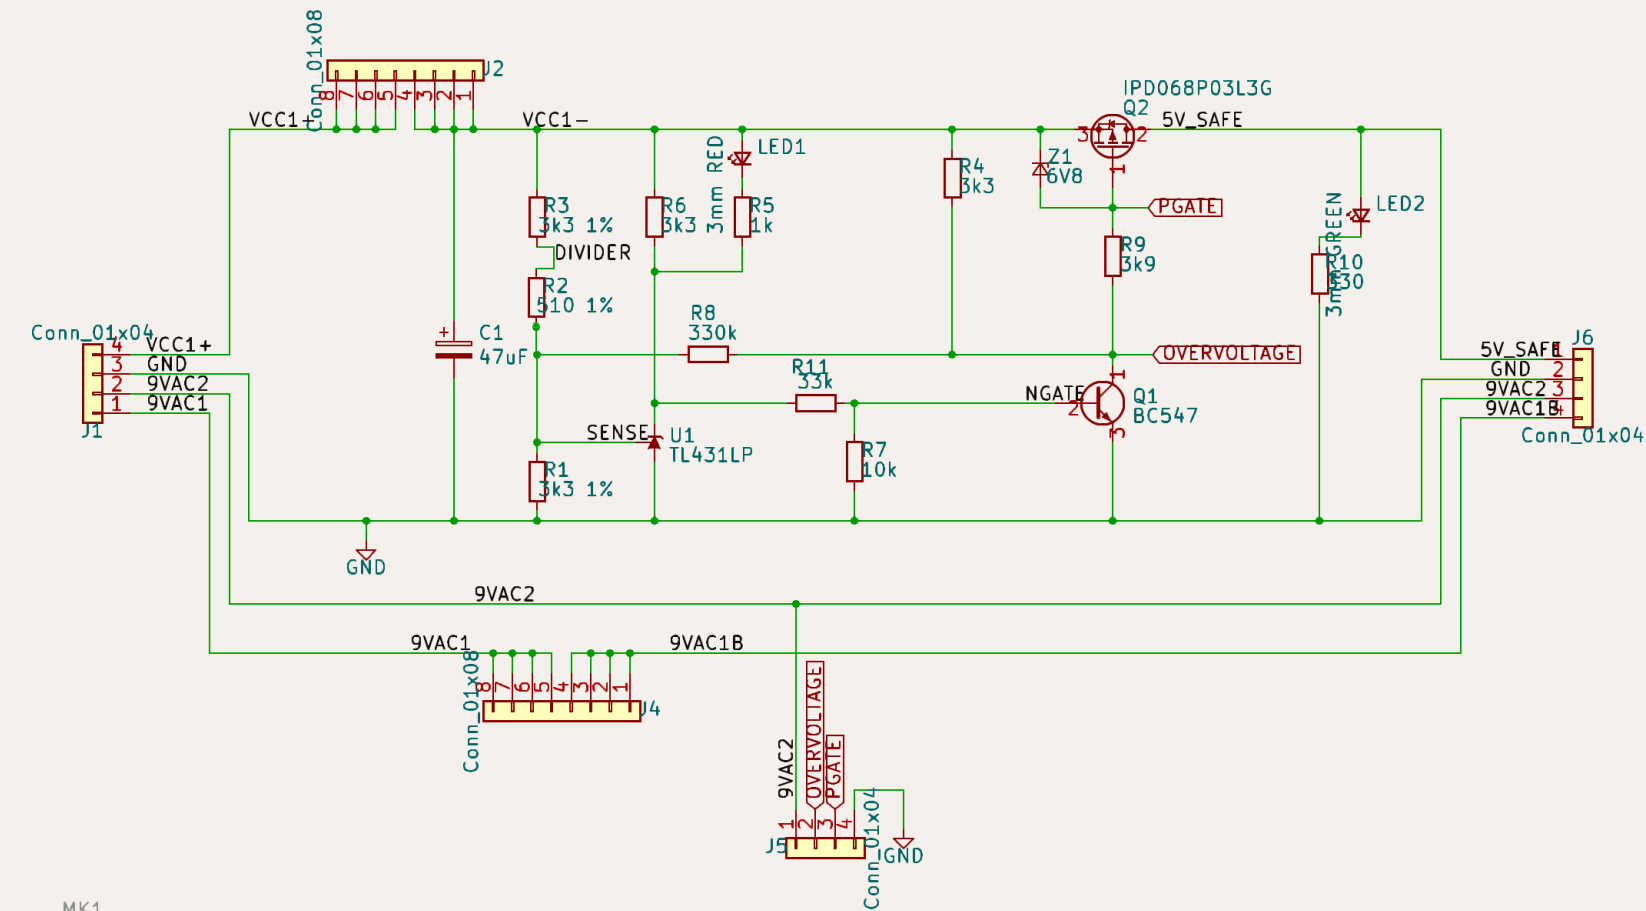 Conn_01x08
J2
8
7
6
5
4
3
2
1
VCC1+
VCC1-
IPD068P03L3G
Q2
3
2
1
5V_SAFE
3mm RED
LED1
R4
3k3
Z1
6V8
R3
3k3 1%
R6
3k3
R5
1k
PGATE
3mm GREEN
LED2
DIVIDER
R9
3k9
R10
330
R2
510 1%
R8
330k
C1
47uF
Conn_01x04
4
3
2
1
VCC1+
GND
9VAC2
9VAC1
J1
OVERVOLTAGE
J6
5V_SAFE
GND
9VAC2
9VAC1B
1
2
3
4
Conn_01x04
R11
33k
NGATE
1
2
3
Q1
BC547
SENSE
U1
TL431LP
R7
10k
R1
3k3 1%
GND
9VAC2
9VAC1
9VAC1B
Conn_01x08
8
7
6
5
4
3
2
1
J4
9VAC2
OVERVOLTAGE
PGATE
1
2
3
4
J5
Conn_01x04
GND
MK1